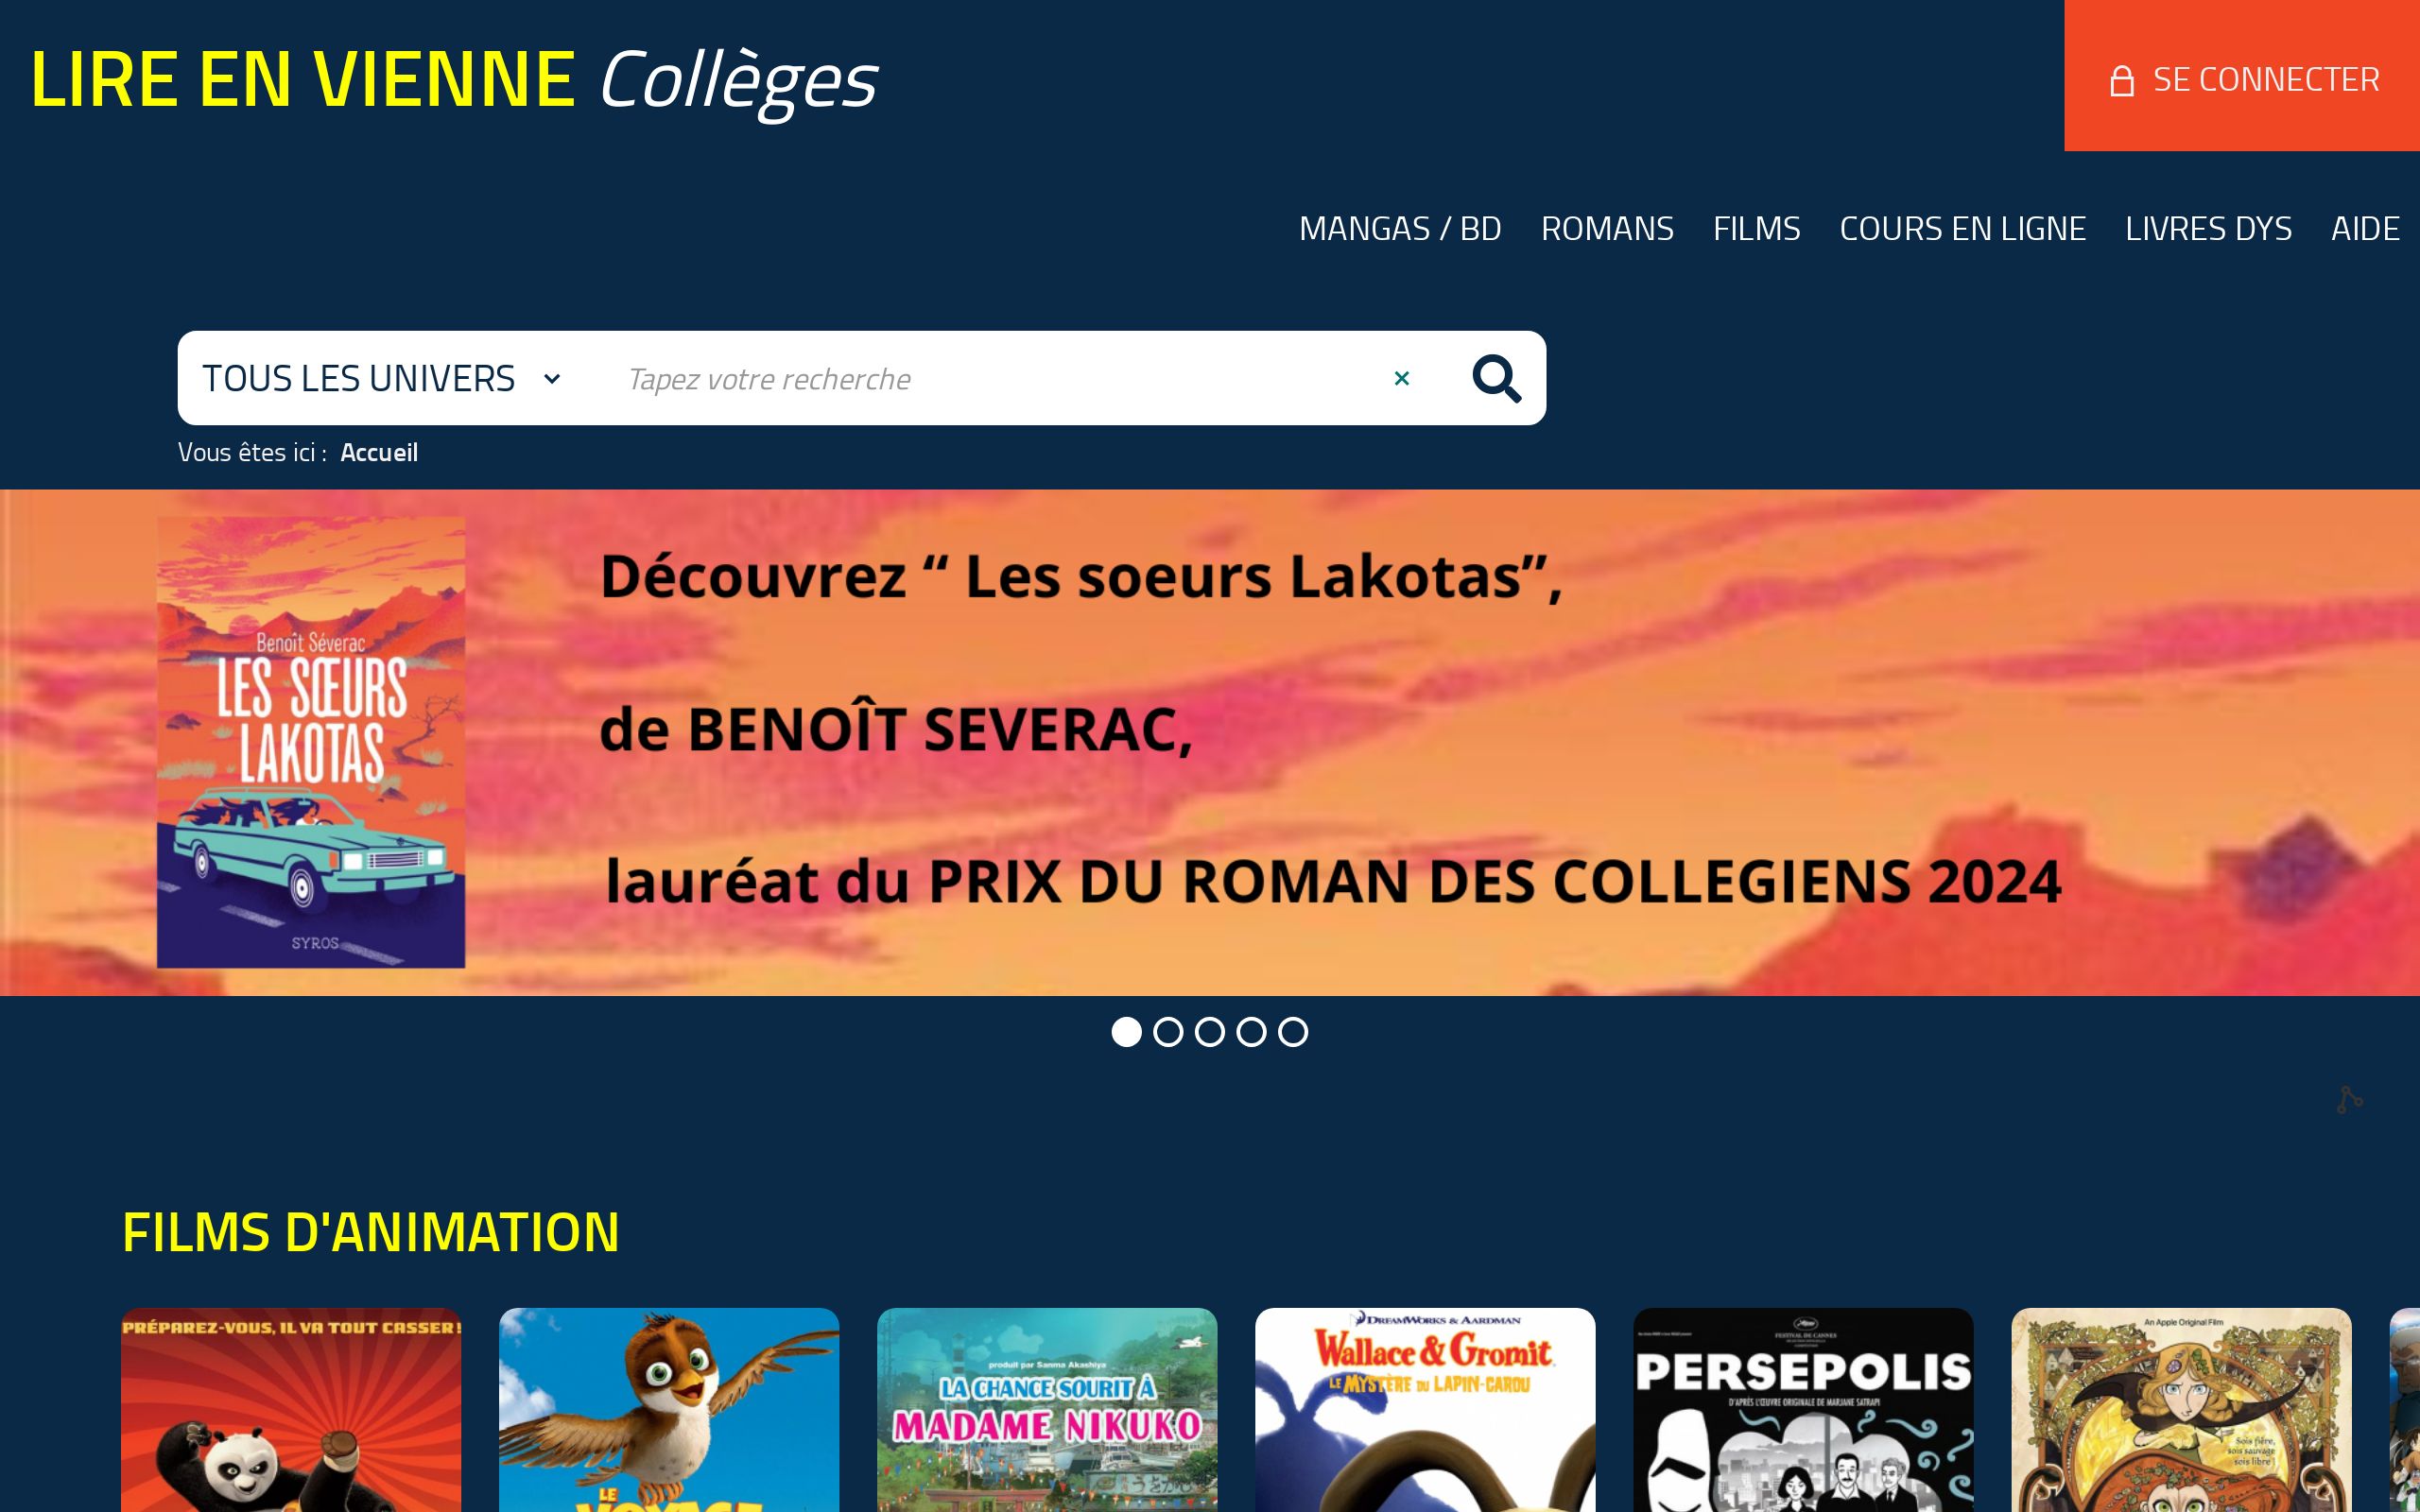 LIRE EN VIENNE Collèges
SE CONNECTER
MANGAS / BD ROMANS FILMS COURS EN LIGNE LIVRES DYS AIDE
TOUS LES UNIVERS Tapez votre recherche ×
Vous êtes ici : Accueil
Benoît Séverac
LES SŒURS
LAKOTAS
SYROS
Découvrez “ Les soeurs Lakotas”,
de BENOÎT SEVERAC,
lauréat du PRIX DU ROMAN DES COLLEGIENS 2024
FILMS D'ANIMATION
PRÉPAREZ-VOUS, IL VA TOUT CASSER !
LE
VOYAGE
produit par Sanma Akashiya
LA CHANCE SOURIT À
MADAME NIKUKO
DREAMWORKS & AARDMAN
Wallace & Gromit
LE MYSTÈRE DU LAPIN-GAROU
FESTIVAL DE CANNES
PERSEPOLIS
D'APRÈS L'ŒUVRE ORIGINALE DE MARJANE SATRAPI
An Apple Original Film
Sois fière,
sois sauvage
sois libre !